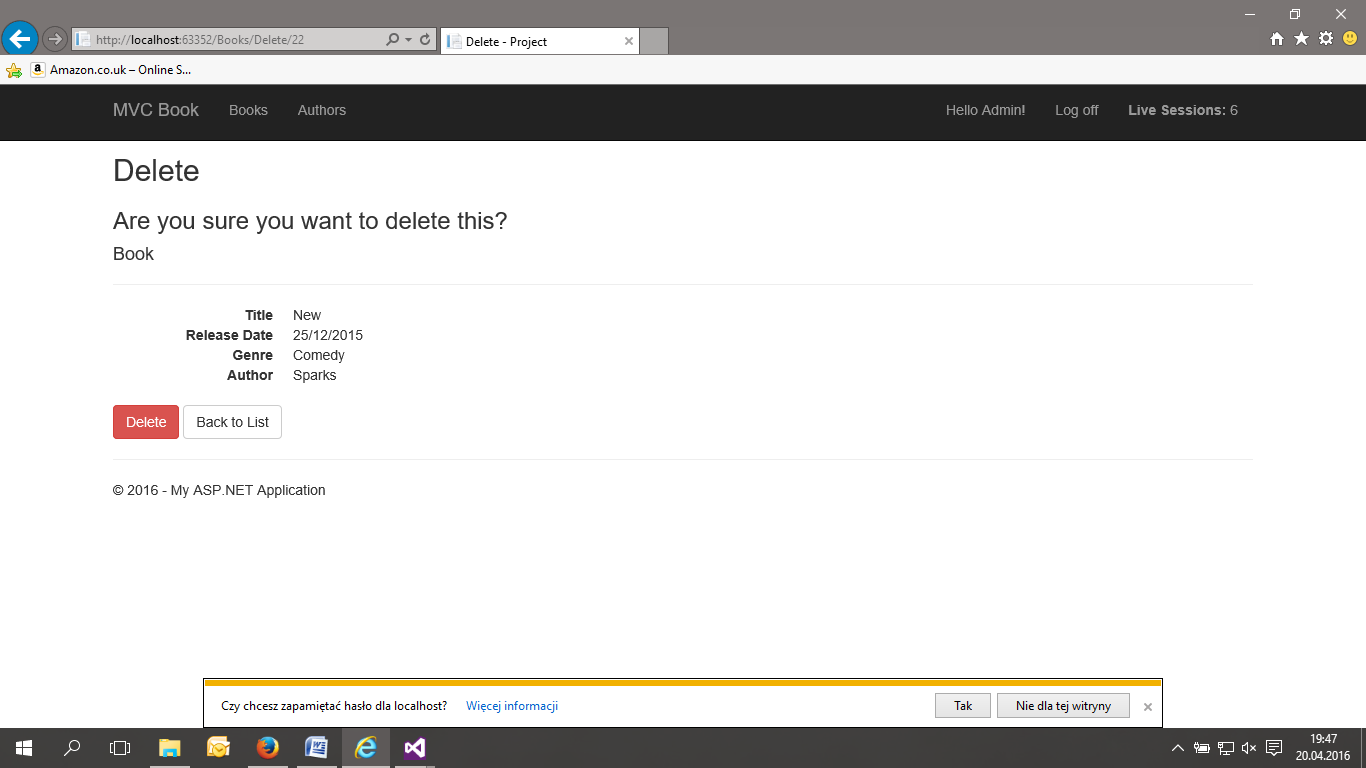 http://localhost:63352/Books/Delete/22
Delete - Project
Amazon.co.uk – Online S...
MVC Book Books Authors Hello Admin! Log off Live Sessions: 6
Delete
Are you sure you want to delete this?
Book
Title New
Release Date 25/12/2015
Genre Comedy
Author Sparks
Delete Back to List
© 2016 - My ASP.NET Application
Czy chcesz zapamiętać hasło dla localhost? Więcej informacji Tak Nie dla tej witryny
19:47
20.04.2016